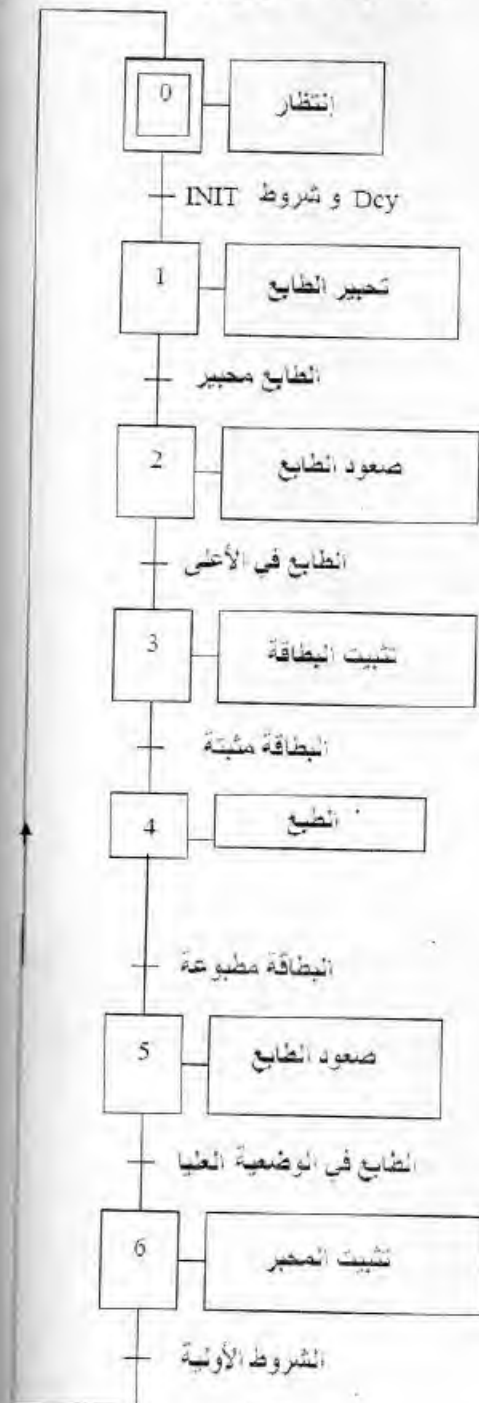 0
إنتظار
Dcy و شروط INIT
1
تحبير الطابع
الطابع محبير
2
صعود الطابع
الطابع في الأعلى
3
تثبيت البطاقة
البطاقة مثبتة
4
الطبع
البطاقة مطبوعة
5
صعود الطابع
الطابع في الوضعية العليا
6
تثبيت المحبر
الشروط الأولية